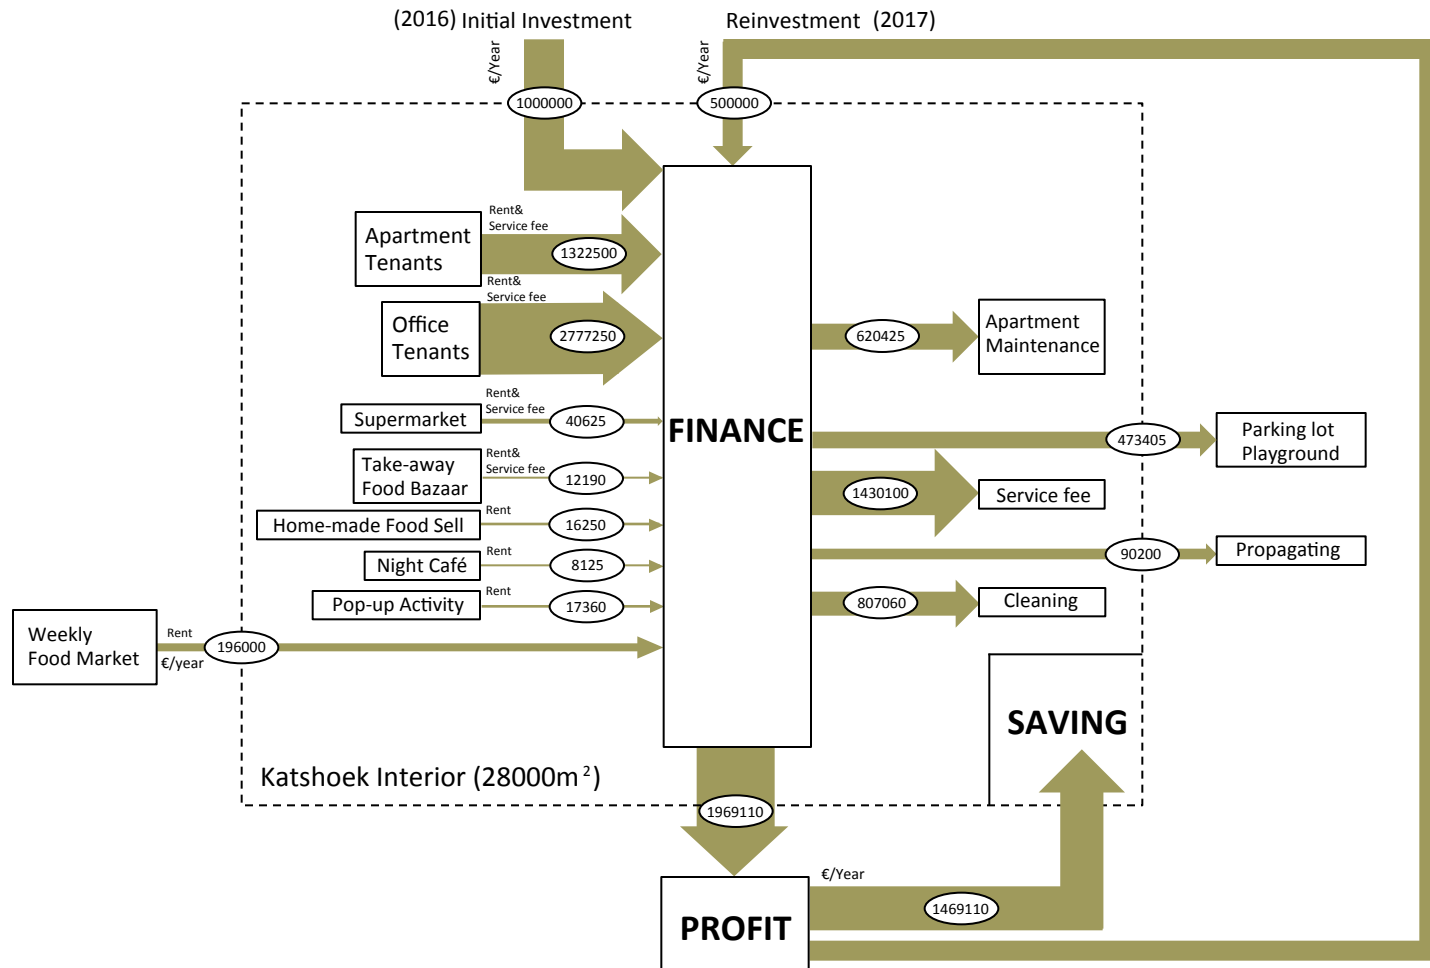 (2016) Initial Investment
Reinvestment (2017)
€/Year
€/Year
1000000
500000
Apartment
Tenants
Rent&
Service fee
1322500
Office
Tenants
Rent&
Service fee
2777250
Supermarket
Rent&
Service fee
40625
Take-away
Food Bazaar
Rent&
Service fee
12190
Home-made Food Sell
Rent
16250
Night Café
Rent
8125
Pop-up Activity
Rent
17360
Weekly
Food Market
Rent
€/year
196000
FINANCE
620425
Apartment
Maintenance
473405
Parking lot
Playground
1430100
Service fee
90200
Propagating
807060
Cleaning
SAVING
Katshoek Interior (28000m²)
1969110
PROFIT
€/Year
1469110